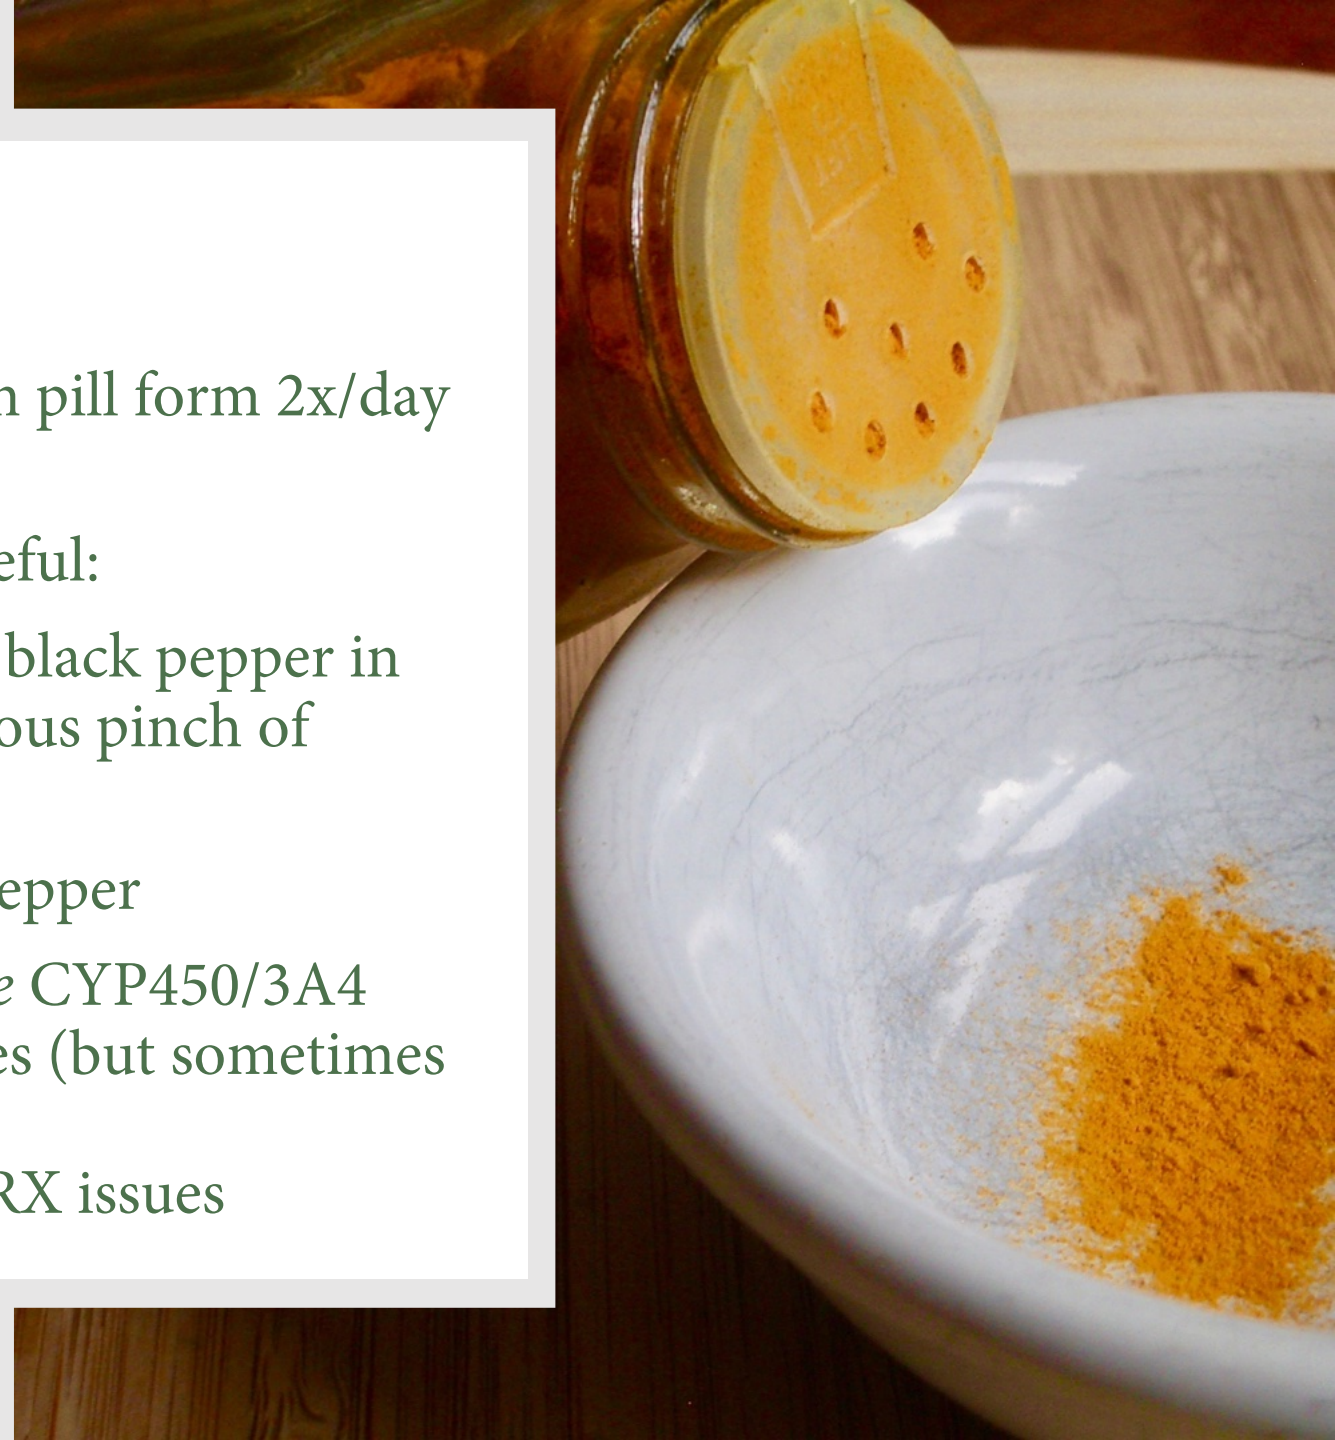 n pill form 2x/day
eful:
black pepper in
ous pinch of
epper
e CYP450/3A4
es (but sometimes
RX issues